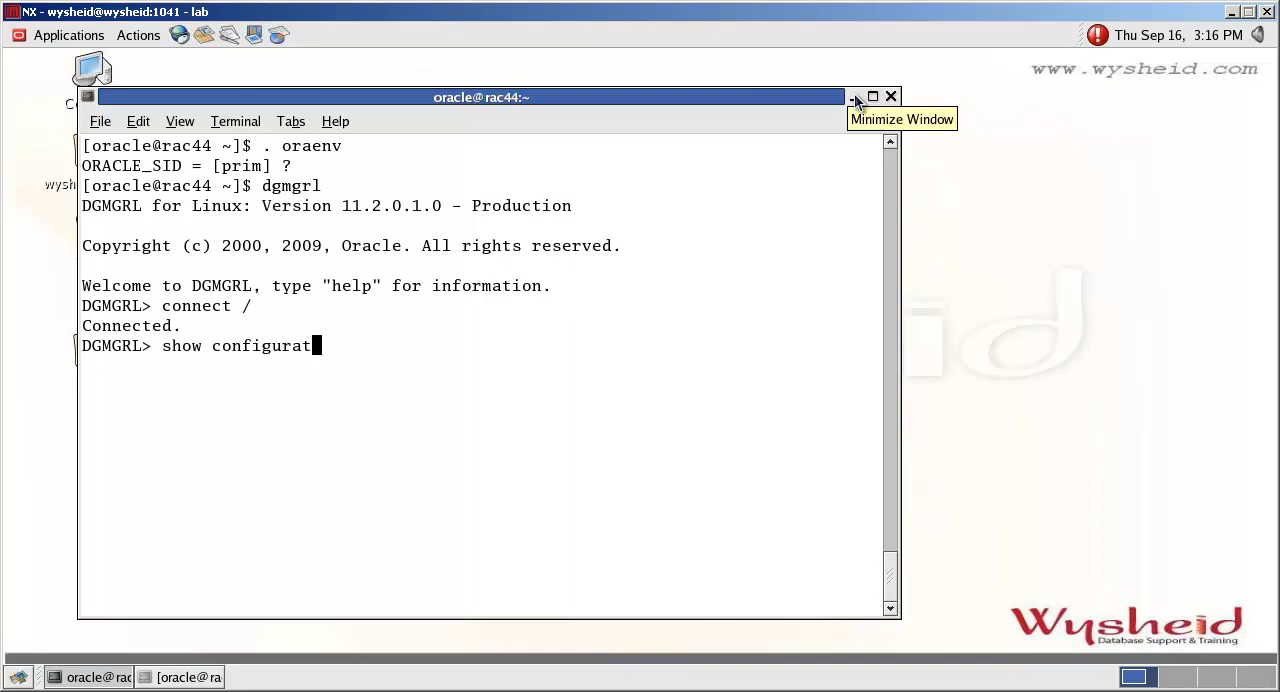 NX - wysheid@wysheid:1041 - lab
Applications Actions
Thu Sep 16, 3:16 PM
www.wysheid.com
oracle@rac44:~
Minimize Window
File Edit View Terminal Tabs Help
[oracle@rac44 ~]$ . oraenv
ORACLE_SID = [prim] ?
[oracle@rac44 ~]$ dgmgrl
DGMGRL for Linux: Version 11.2.0.1.0 - Production
Copyright (c) 2000, 2009, Oracle. All rights reserved.
Welcome to DGMGRL, type "help" for information.
DGMGRL> connect /
Connected.
DGMGRL> show configurat
wysh
id
Wysheid
Database Support & Training
oracle@rac
[oracle@ra